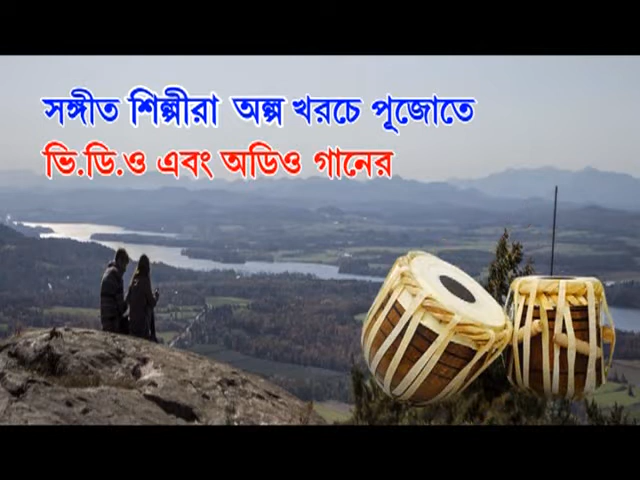 সঙ্গীত শিল্পীরা অল্প খরচে পূজোতে
ভি.ডি.ও এবং অডিও গানের